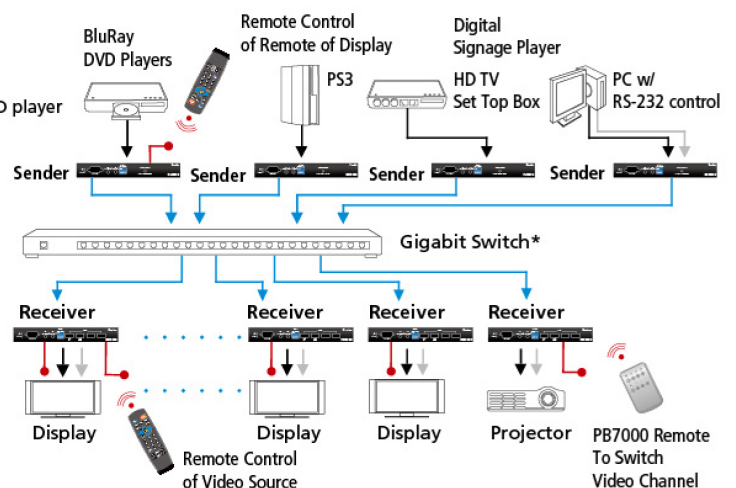 BluRay
DVD Players
Remote Control
of Remote of Display
Digital
Signage Player
PS3
HD TV
Set Top Box
PC w/
RS-232 control
D player
Sender
Sender
Sender
Sender
Gigabit Switch*
Receiver
Receiver
Receiver
Receiver
Display
Display
Display
Projector
Remote Control
of Video Source
PB7000 Remote
To Switch
Video Channel